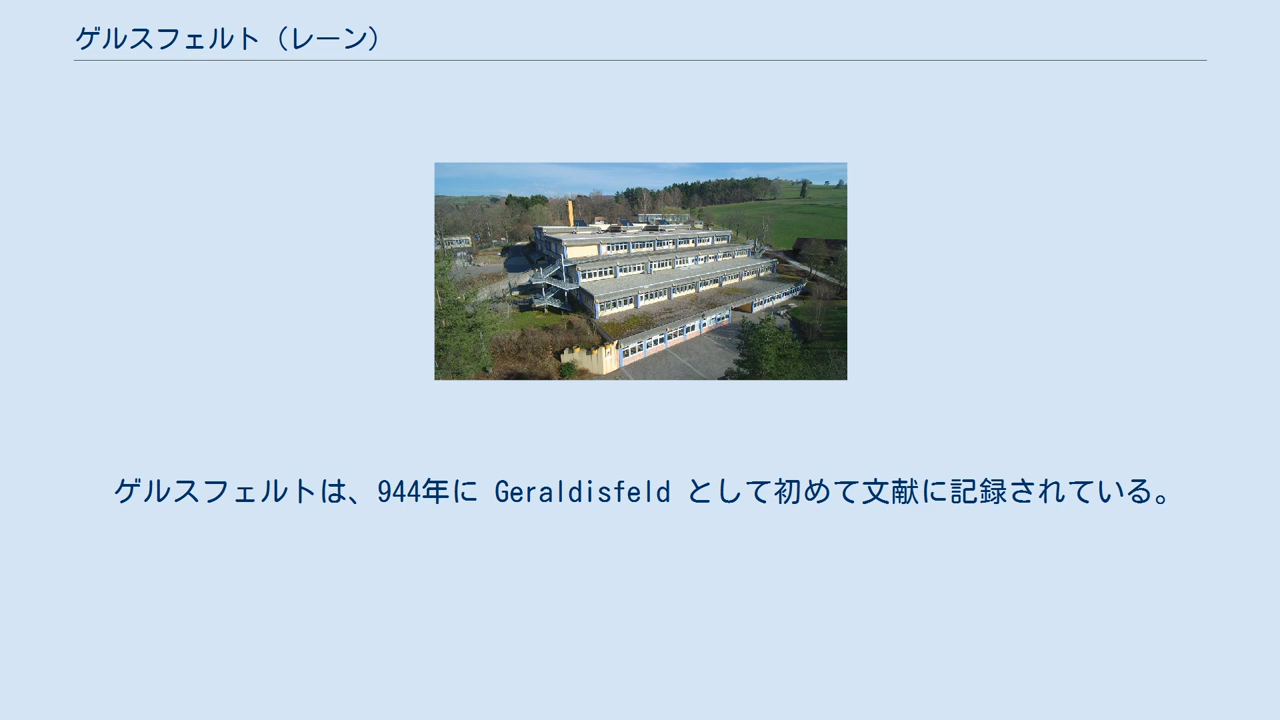 ゲルスフェルト（レーン）
ゲルスフェルトは、944年に Geraldisfeld として初めて文献に記録されている。